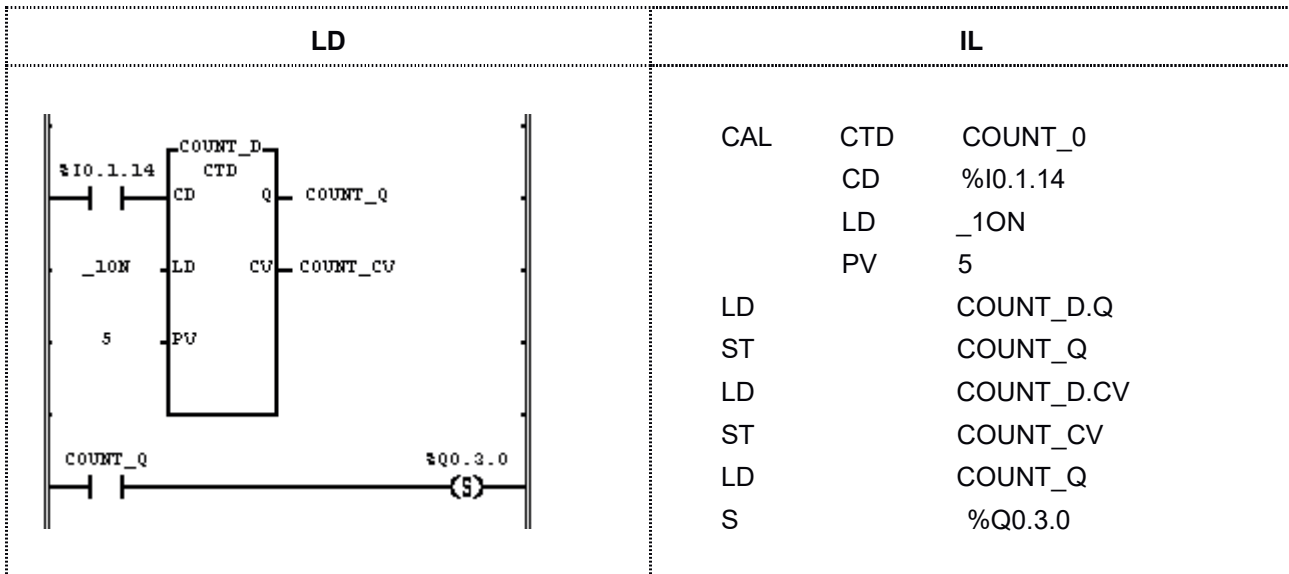 LD IL
COUNT_D
%I0.1.14 CTD
CD Q COUNT_Q
_1ON LD CV COUNT_CV
5 PV
COUNT_Q %Q0.3.0
(S)
CAL CTD COUNT_0
CD %I0.1.14
LD _1ON
PV 5
LD COUNT_D.Q
ST COUNT_Q
LD COUNT_D.CV
ST COUNT_CV
LD COUNT_Q
S %Q0.3.0